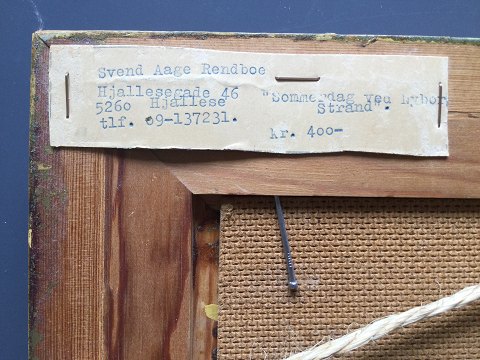 Svend Aage Rendboe
Hjallesegade 46
5260 Hjallese
tlf. 09-137231.
"Sommerdag ved Nyborg
Strand".
kr. 400-